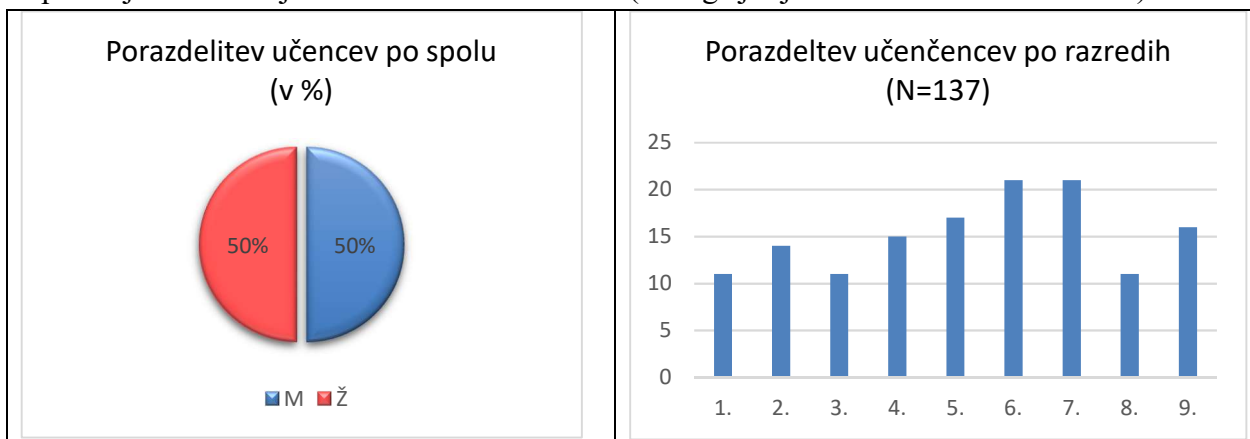 Porazdelitev učencev po spolu
(v %)
50%
50%
M Ž
Porazdeltev učenčencev po razredih
(N=137)
25
20
15
10
5
0
1. 2. 3. 4. 5. 6. 7. 8. 9.